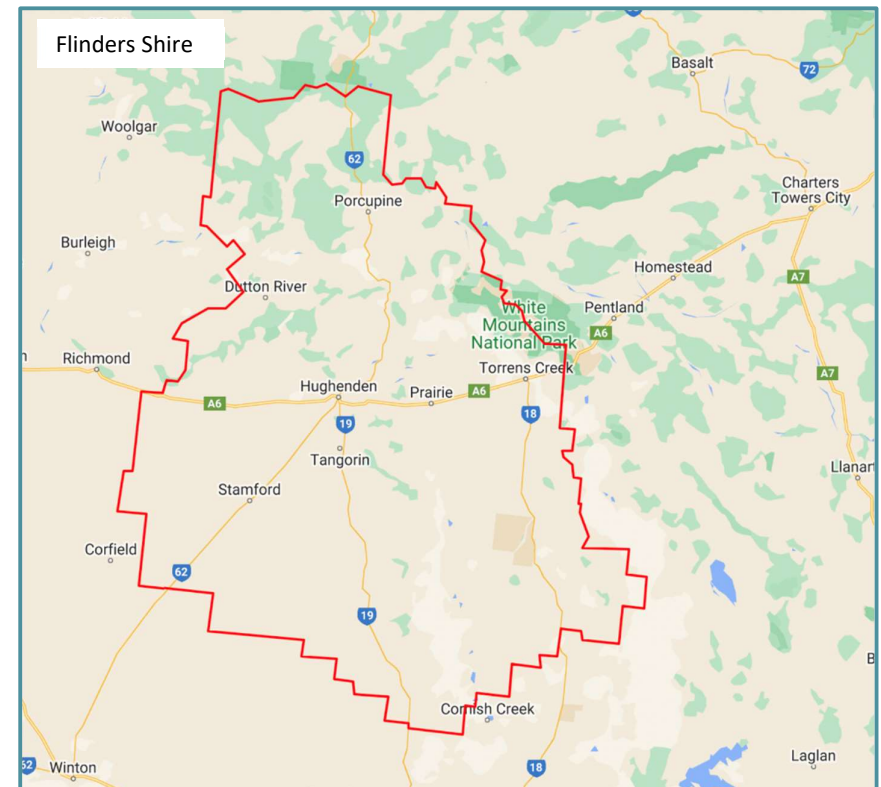 Flinders Shire
Basalt
72
Woolgar
62
Charters
Towers City
Porcupine
Burleigh
Homestead
A7
Dutton River
White
Mountains
National Park
Pentland
A6
Richmond
Torrens Creek
A7
Hughenden
Prairie
A6
A6
18
19
Tangorin
Llanar
Stamford
Corfield
62
19
B
Cornish Creek
62
Winton
18
Laglan